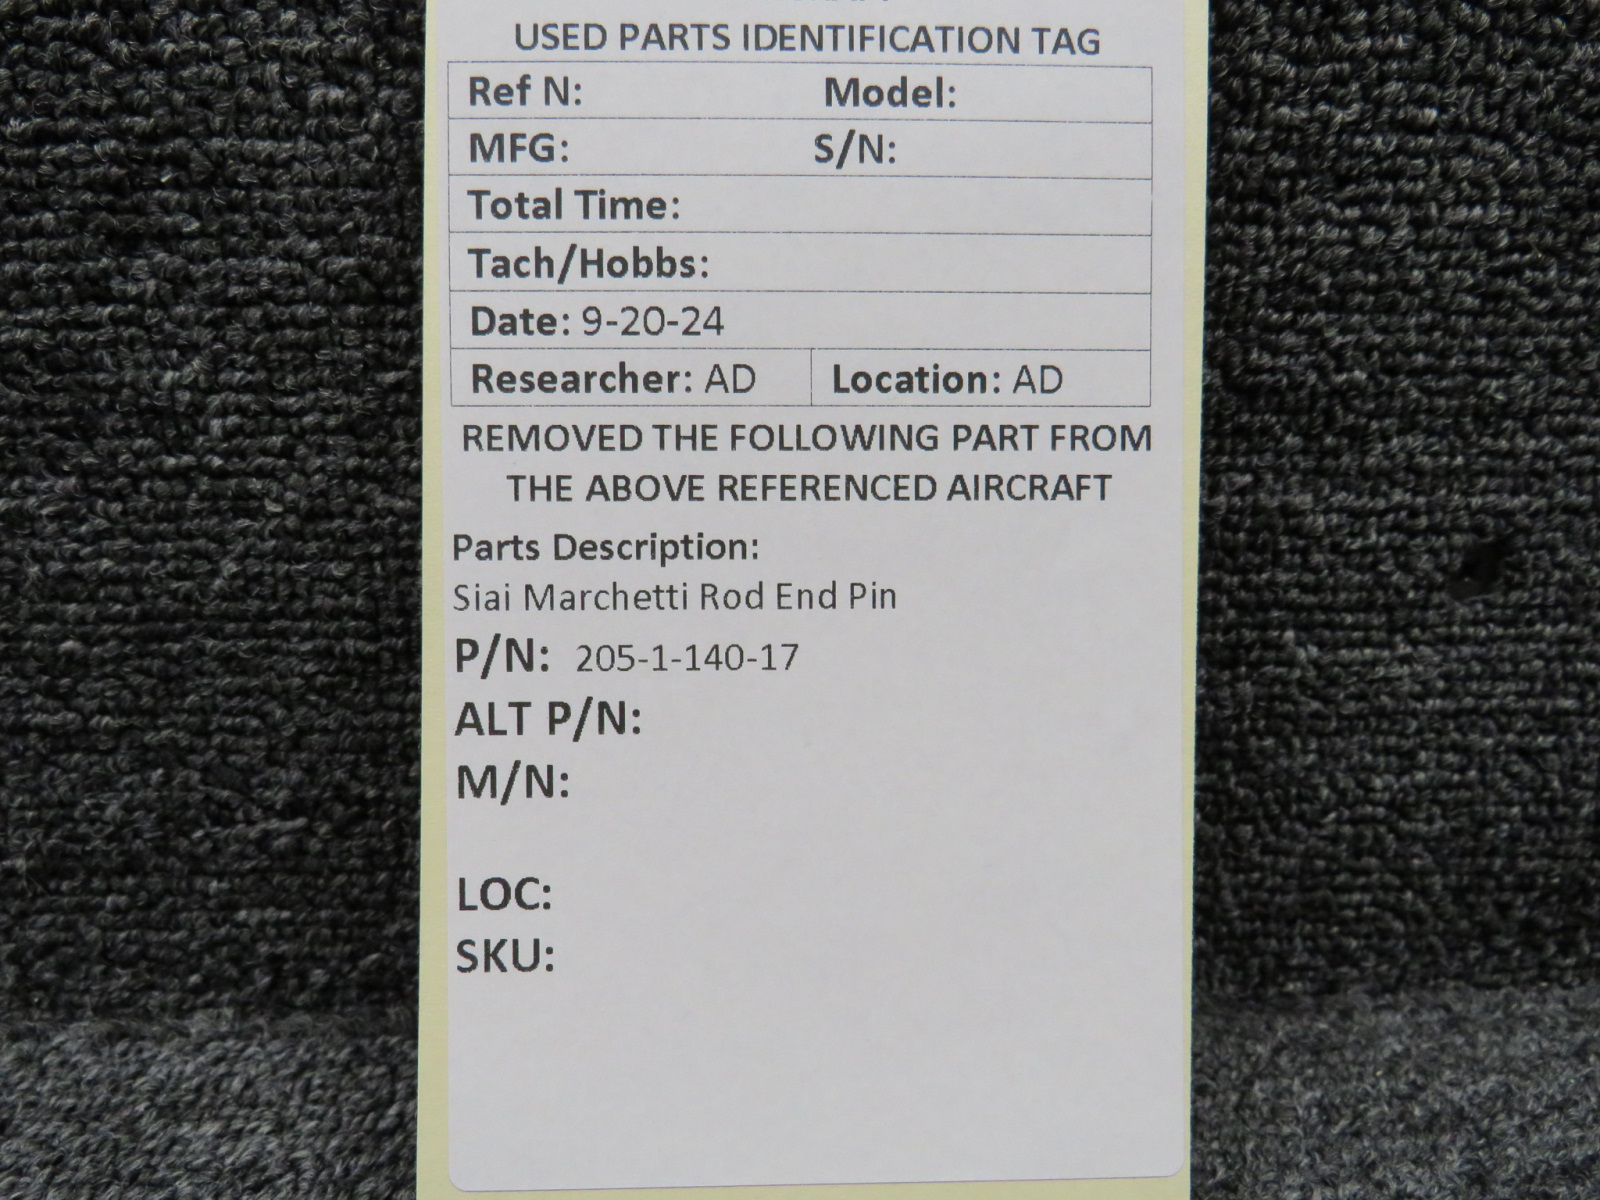 USED PARTS IDENTIFICATION TAG
Ref N: Model:
MFG: S/N:
Total Time:
Tach/Hobbs:
Date: 9-20-24
Researcher: AD Location: AD
REMOVED THE FOLLOWING PART FROM
THE ABOVE REFERENCED AIRCRAFT
Parts Description:
Siai Marchetti Rod End Pin
P/N: 205-1-140-17
ALT P/N:
M/N:
LOC:
SKU: